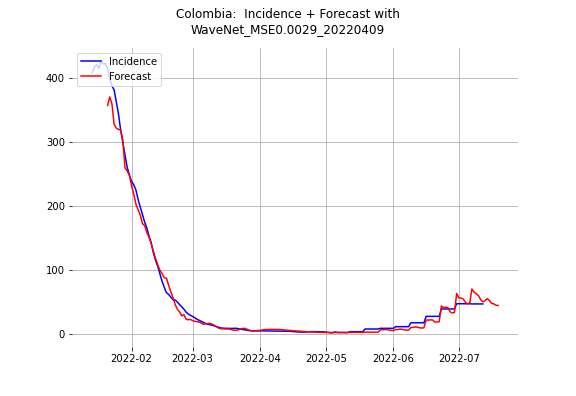 Colombia:  Incidence + Forecast with
WaveNet_MSE0.0029_20220409
Incidence
Forecast
400
300
200
100
0
2022-02 2022-03 2022-04 2022-05 2022-06 2022-07